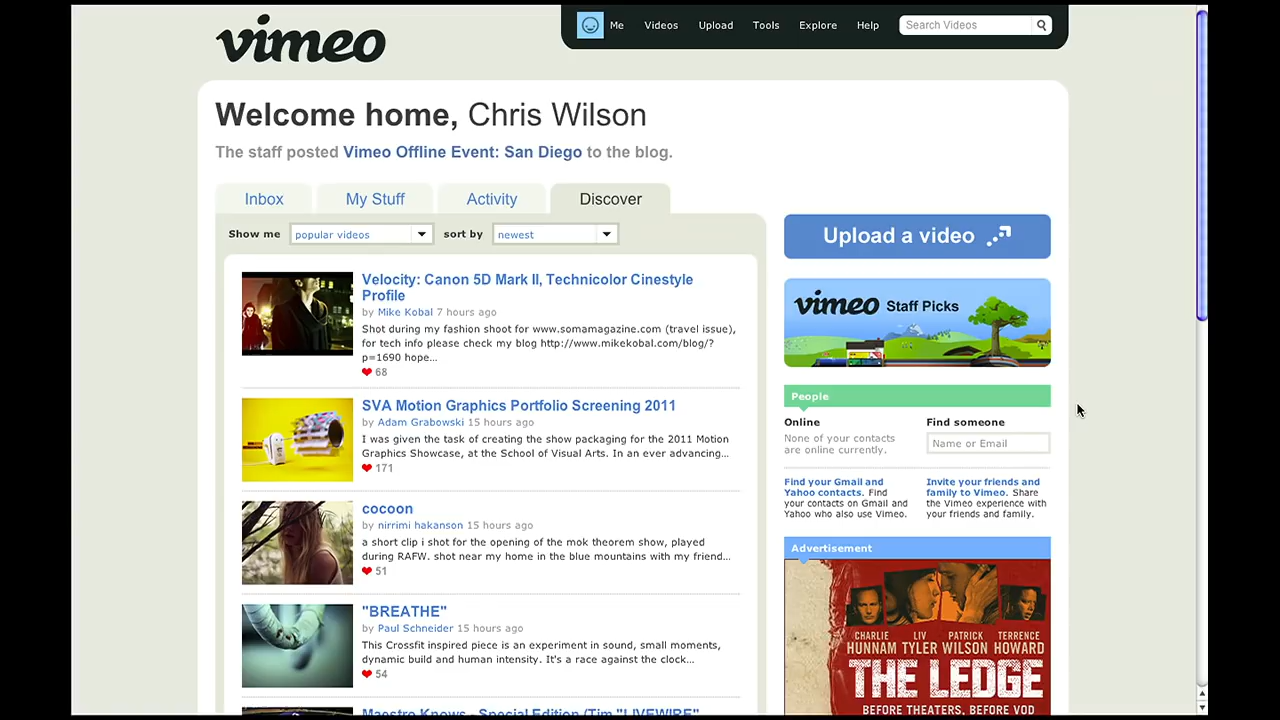 vimeo
Me Videos Upload Tools Explore Help Search Videos
Welcome home, Chris Wilson
The staff posted Vimeo Offline Event: San Diego to the blog.
Inbox My Stuff Activity Discover
Show me popular videos sort by newest
Velocity: Canon 5D Mark II, Technicolor Cinestyle
Profile
by Mike Kobal 7 hours ago
Shot during my fashion shoot for www.somamagazine.com (travel issue),
for tech info please check my blog http://www.mikekobal.com/blog/?
p=1690 hope...
68
SVA Motion Graphics Portfolio Screening 2011
by Adam Grabowski 15 hours ago
I was given the task of creating the show packaging for the 2011 Motion
Graphics Showcase, at the School of Visual Arts. In an ever advancing...
171
cocoon
by nirrimi hakanson 15 hours ago
a short clip i shot for the opening of the mok theorem show, played
during RAFW. shot near my home in the blue mountains with my friend...
51
"BREATHE"
by Paul Schneider 15 hours ago
This Crossfit inspired piece is an experiment in sound, small moments,
dynamic build and human intensity. It's a race against the clock...
54
Maestro Knows - Special Edition (Tim "LIVEWIRE"
Upload a video
vimeo Staff Picks
People
Online
None of your contacts
are online currently.
Find someone
Name or Email
Find your Gmail and
Yahoo contacts. Find
your contacts on Gmail and
Yahoo who also use Vimeo.
Invite your friends and
family to Vimeo. Share
the Vimeo experience with
your friends and family.
Advertisement
CHARLIE LIV PATRICK TERRENCE
HUNNAM TYLER WILSON HOWARD
THE LEDGE
BEFORE THEATERS, BEFORE VOD